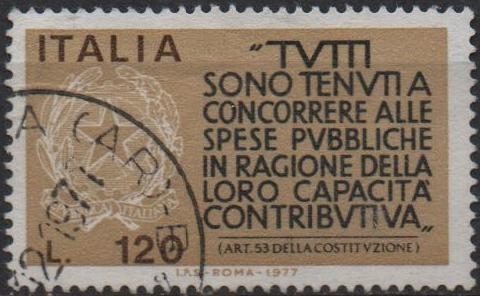 ITALIA
„TVTTI
SONO TENVTI A
CONCORRERE ALLE
SPESE PVBBLICHE
IN RAGIONE DELLA
LORO CAPACITÀ
CONTRIBVTIVA„
(ART. 53 DELLA COSTITVZIONE)
L. 120
I.P.S.-ROMA-1977